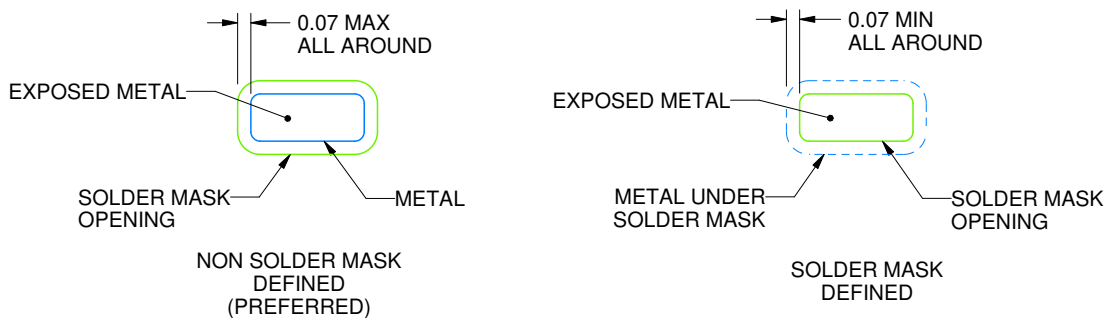 0.07 MAX
ALL AROUND
EXPOSED METAL
SOLDER MASK
OPENING
METAL
NON SOLDER MASK
DEFINED
(PREFERRED)
0.07 MIN
ALL AROUND
EXPOSED METAL
METAL UNDER
SOLDER MASK
SOLDER MASK
OPENING
SOLDER MASK
DEFINED